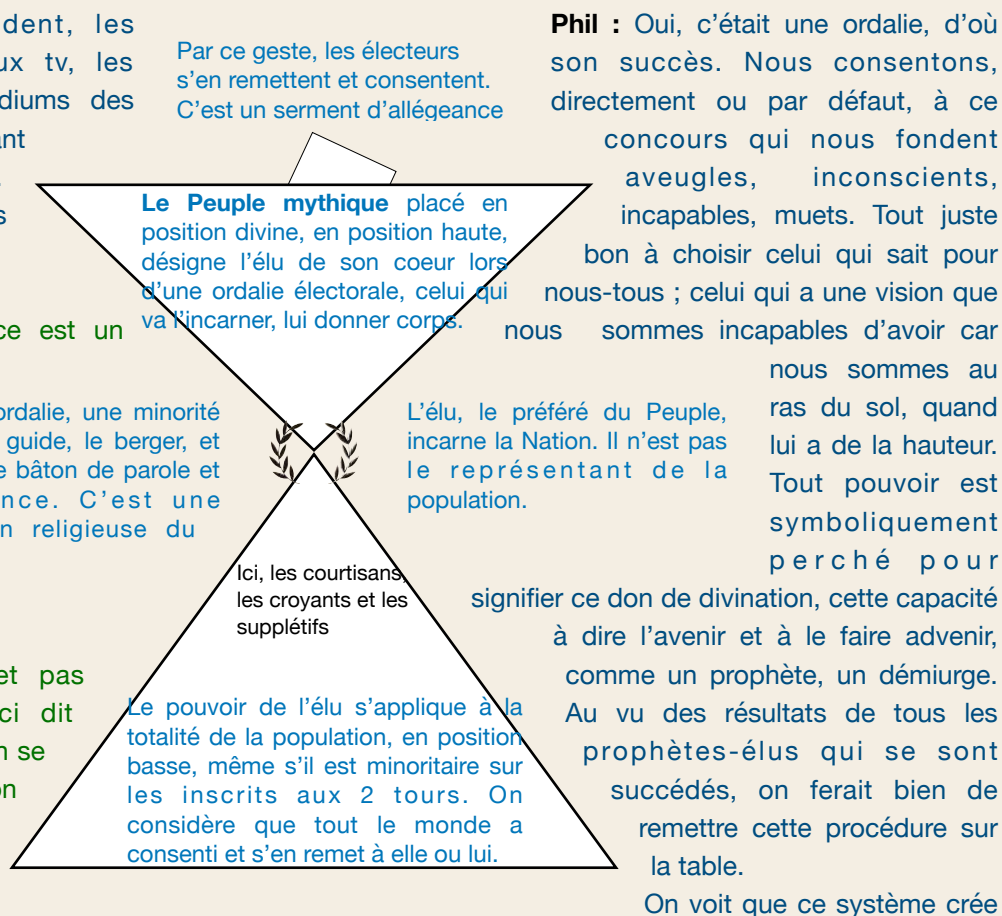 dent, les
ux tv, les
diums des
ant
s
ce est un
ordalie, une minorité
guide, le berger, et
e bâton de parole et
nce. C’est une
n religieuse du
et pas
ci dit
n se
on
Par ce geste, les électeurs
s’en remettent et consentent.
C’est un serment d’allégeance
Le Peuple mythique placé en
position divine, en position haute,
désigne l’élu de son coeur lors
d’une ordalie électorale, celui qui
va l’incarner, lui donner corps.
L’élu, le préféré du Peuple,
incarne la Nation. Il n’est pas
le représentant de la
population.
Ici, les courtisans,
les croyants et les
supplétifs
Le pouvoir de l’élu s’applique à la
totalité de la population, en position
basse, même s’il est minoritaire sur
les inscrits aux 2 tours. On
considère que tout le monde a
consenti et s’en remet à elle ou lui.
Phil : Oui, c’était une ordalie, d’où
son succès. Nous consentons,
directement ou par défaut, à ce
concours qui nous fondent
aveugles, inconscients,
incapables, muets. Tout juste
bon à choisir celui qui sait pour
nous-tous ; celui qui a une vision que
nous sommes incapables d’avoir car
nous sommes au
ras du sol, quand
lui a de la hauteur.
Tout pouvoir est
symboliquement
perché pour
signifier ce don de divination, cette capacité
à dire l’avenir et à le faire advenir,
comme un prophète, un démiurge.
Au vu des résultats de tous les
prophètes-élus qui se sont
succédés, on ferait bien de
remettre cette procédure sur
la table.
On voit que ce système crée